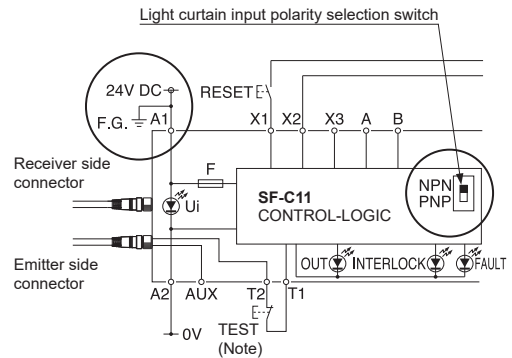 Light curtain input polarity selection switch
24V DC
RESET
F.G. A1 X1 X2 X3 A B
Receiver side
connector
F
Ui
SF-C11
CONTROL-LOGIC
NPN
PNP
OUT INTERLOCK FAULT
Emitter side
connector
A2 AUX T2 T1
0V
TEST
(Note)